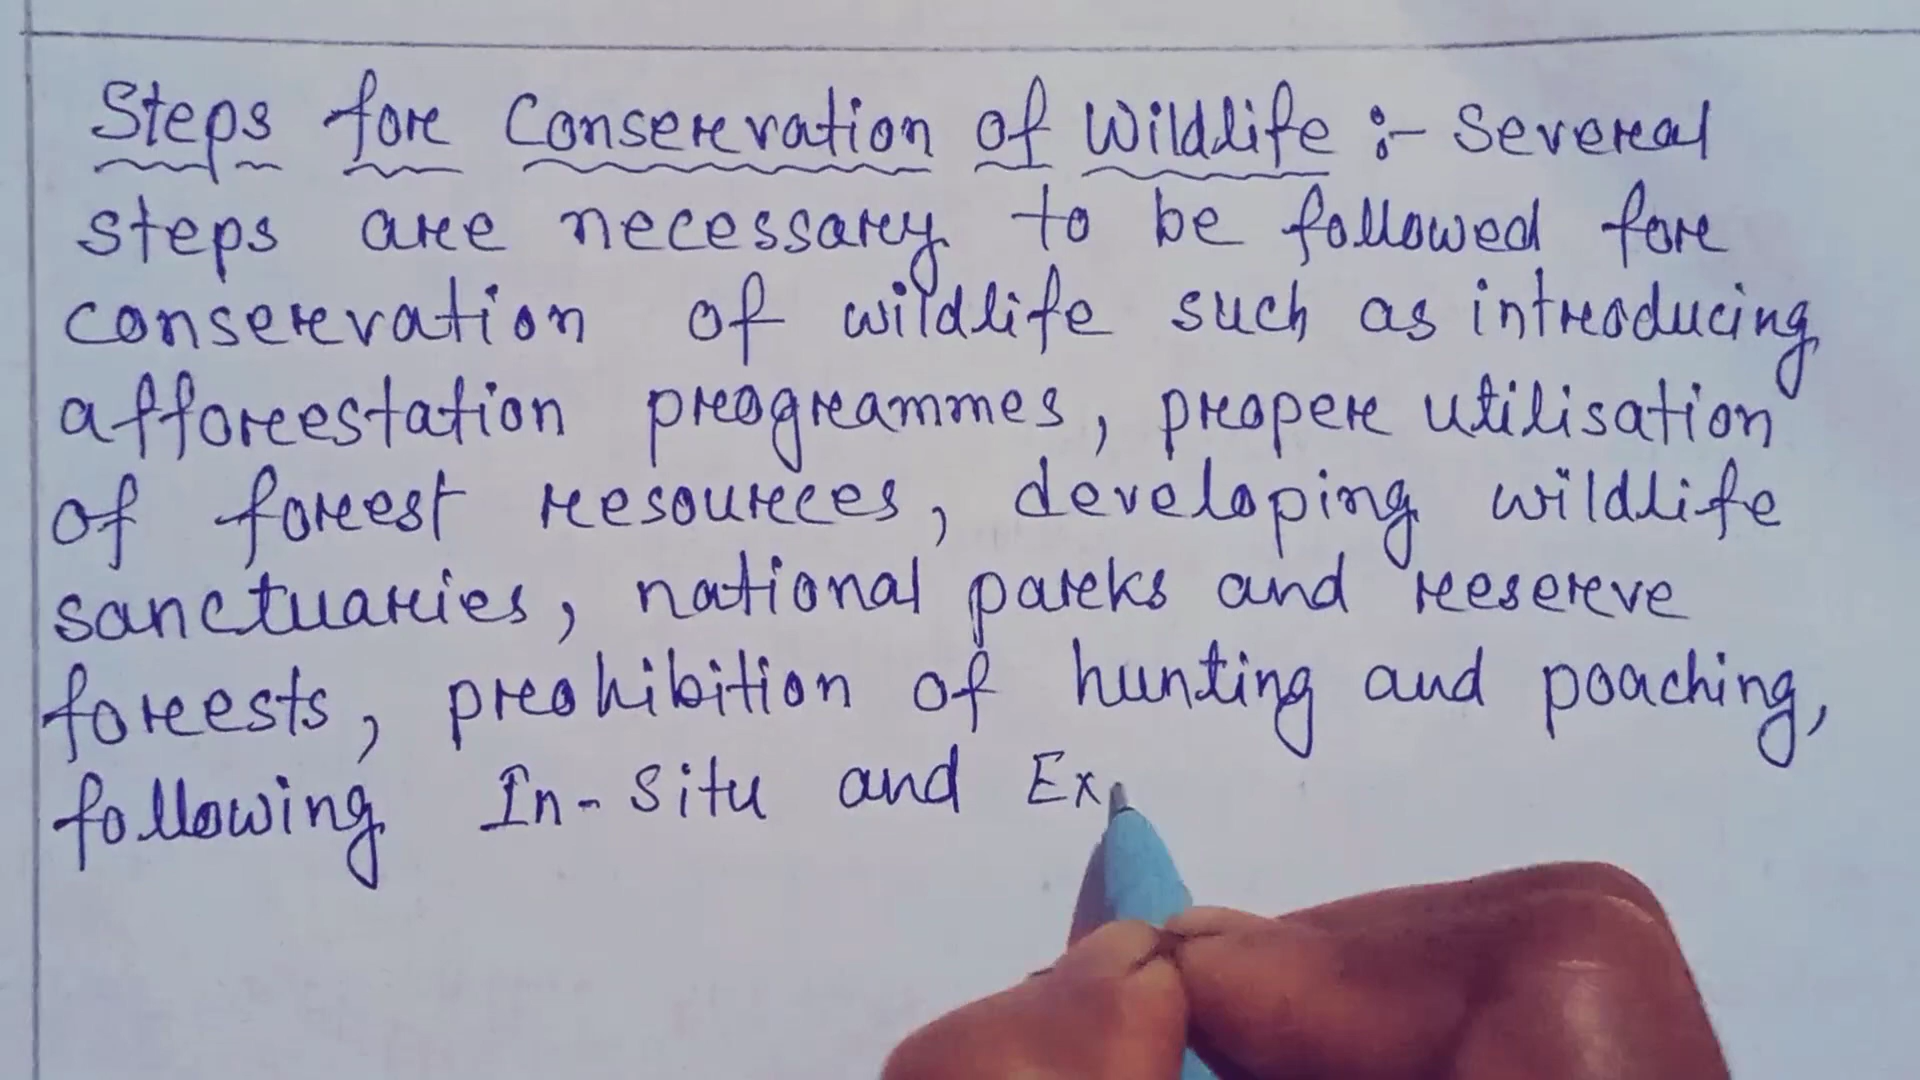 Steps for Conservation of Wildlife :- Several
steps are necessary to be followed for
conservation of wildlife such as introducing
afforestation programmes, proper utilisation
of forest resources, developing wildlife
sanctuaries, national parks and reserve
forests, prohibition of hunting and poaching,
following In-situ and Ex